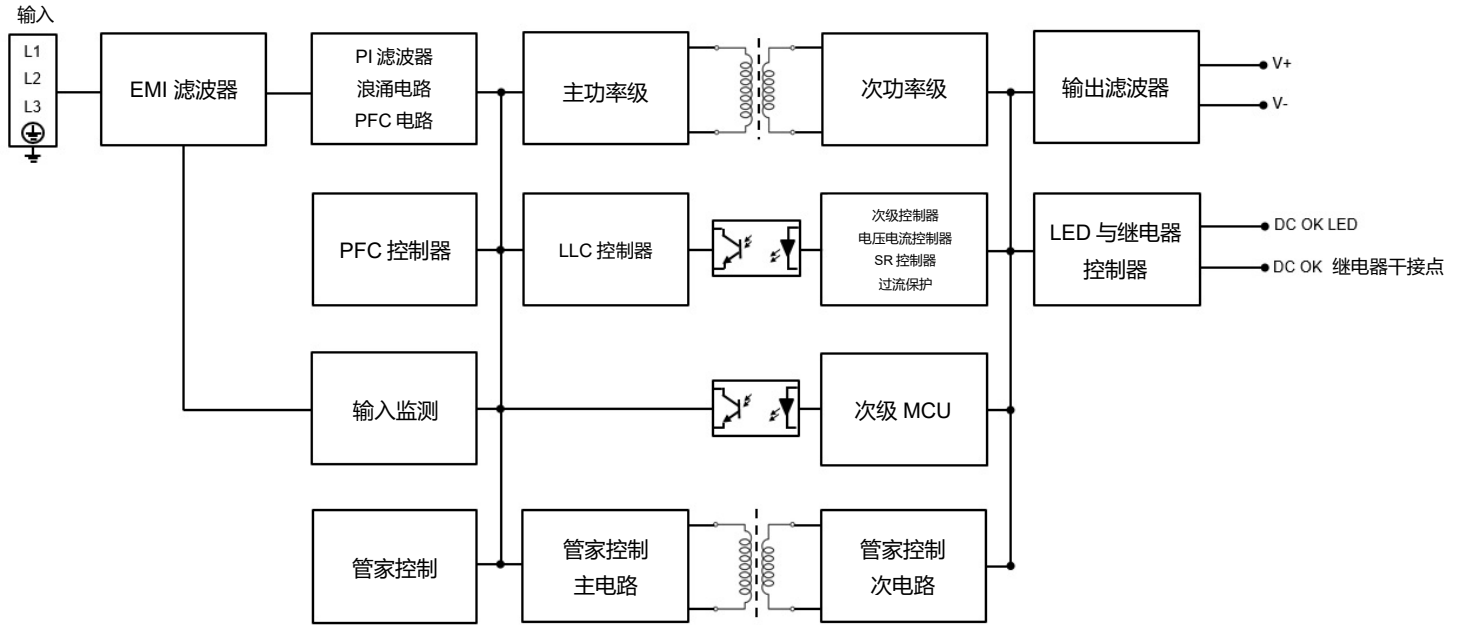 输入
L1
L2
L3
EMI 滤波器
PI 滤波器
浪涌电路
PFC 电路
主功率级
次功率级
输出滤波器
V+
V-
PFC 控制器
LLC 控制器
次级控制器
电压电流控制器
SR 控制器
过流保护
LED 与继电器
控制器
DC OK LED
DC OK 继电器干接点
输入监测
次级 MCU
管家控制
管家控制
主电路
管家控制
次电路